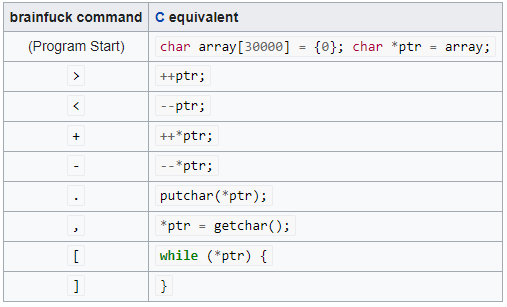 brainfuck command C equivalent
(Program Start) char array[30000] = {0}; char *ptr = array;
> ++ptr;
< --ptr;
+ ++*ptr;
- --*ptr;
. putchar(*ptr);
, *ptr = getchar();
[ while (*ptr) {
] }